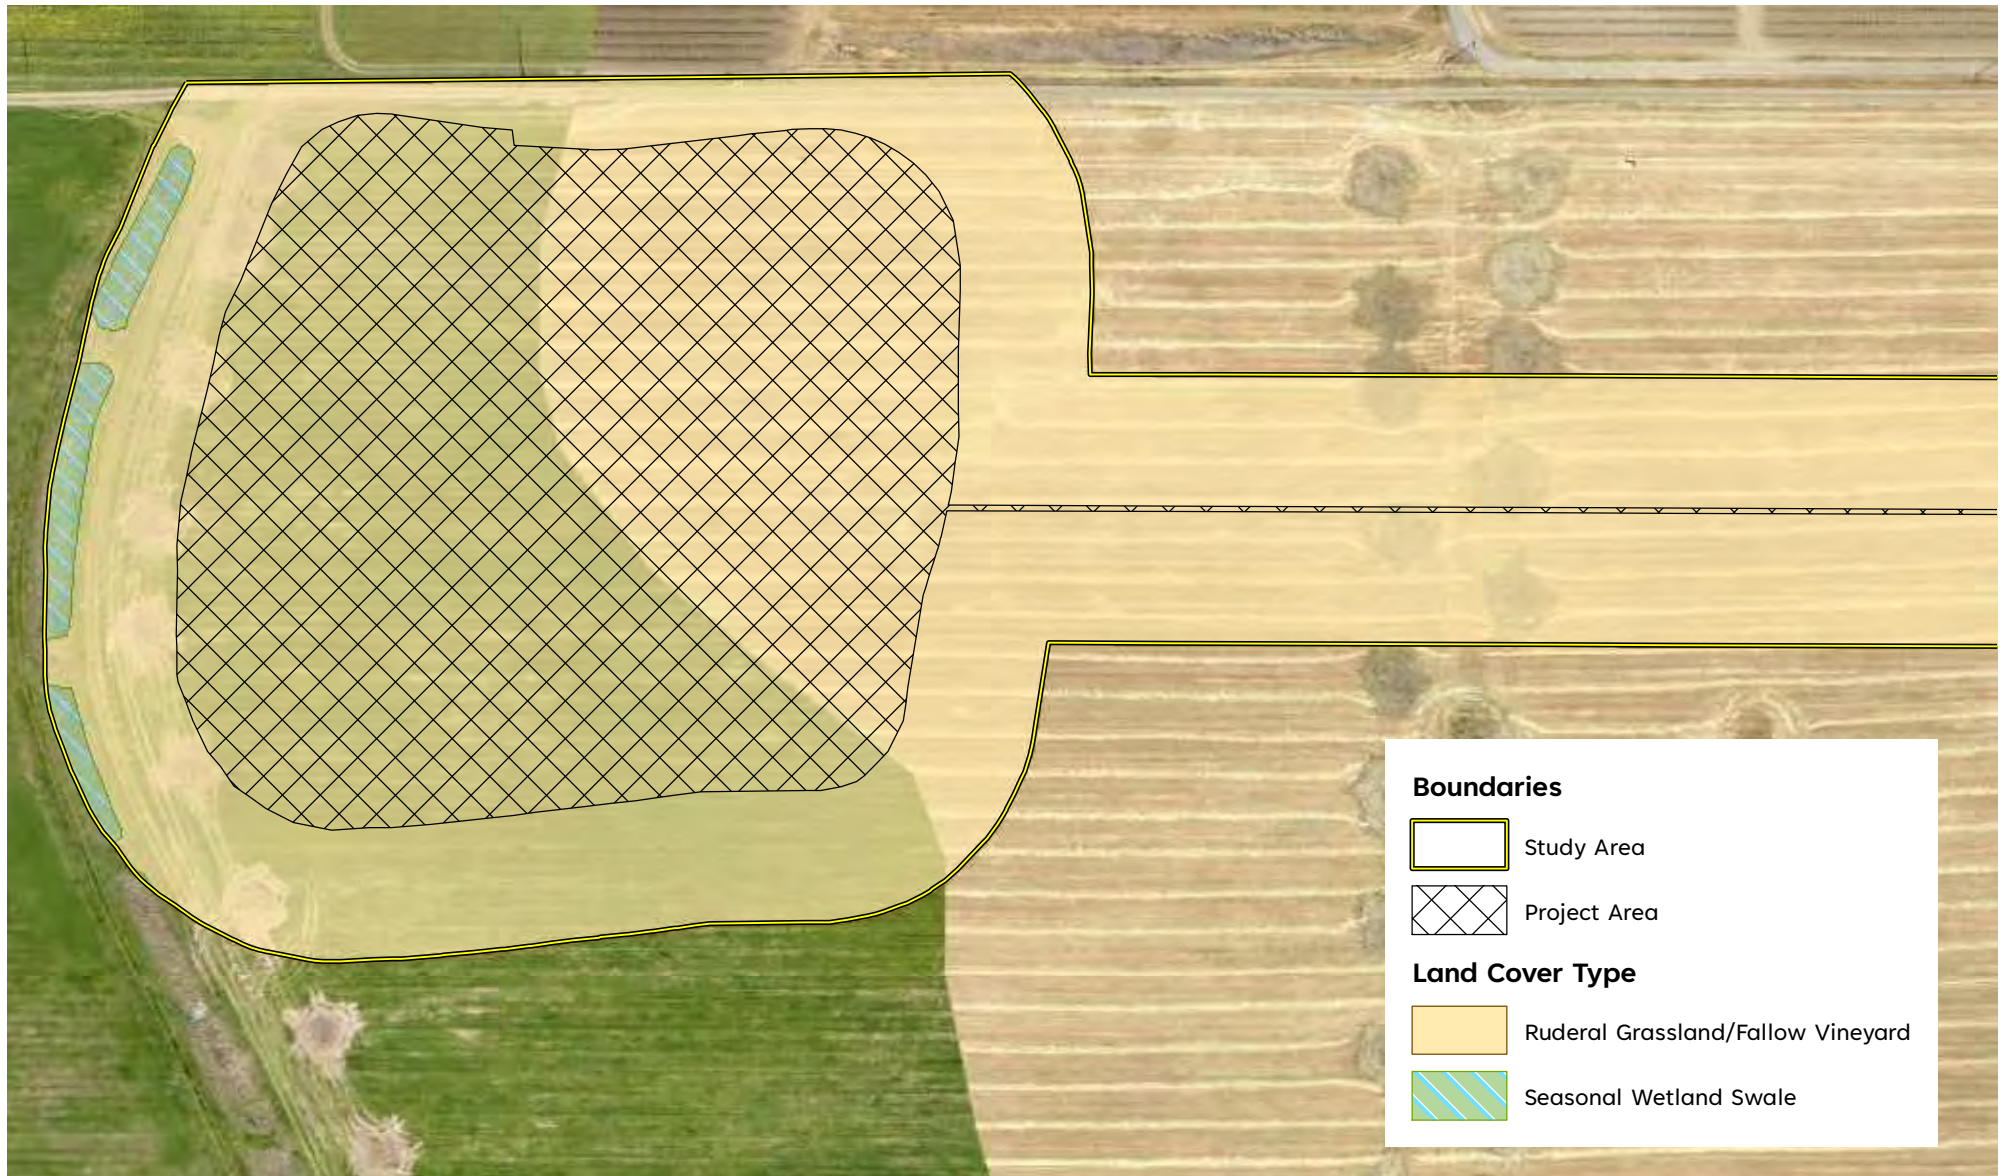 Boundaries
Study Area
Project Area
Land Cover Type
Ruderal Grassland/Fallow Vineyard
Seasonal Wetland Swale